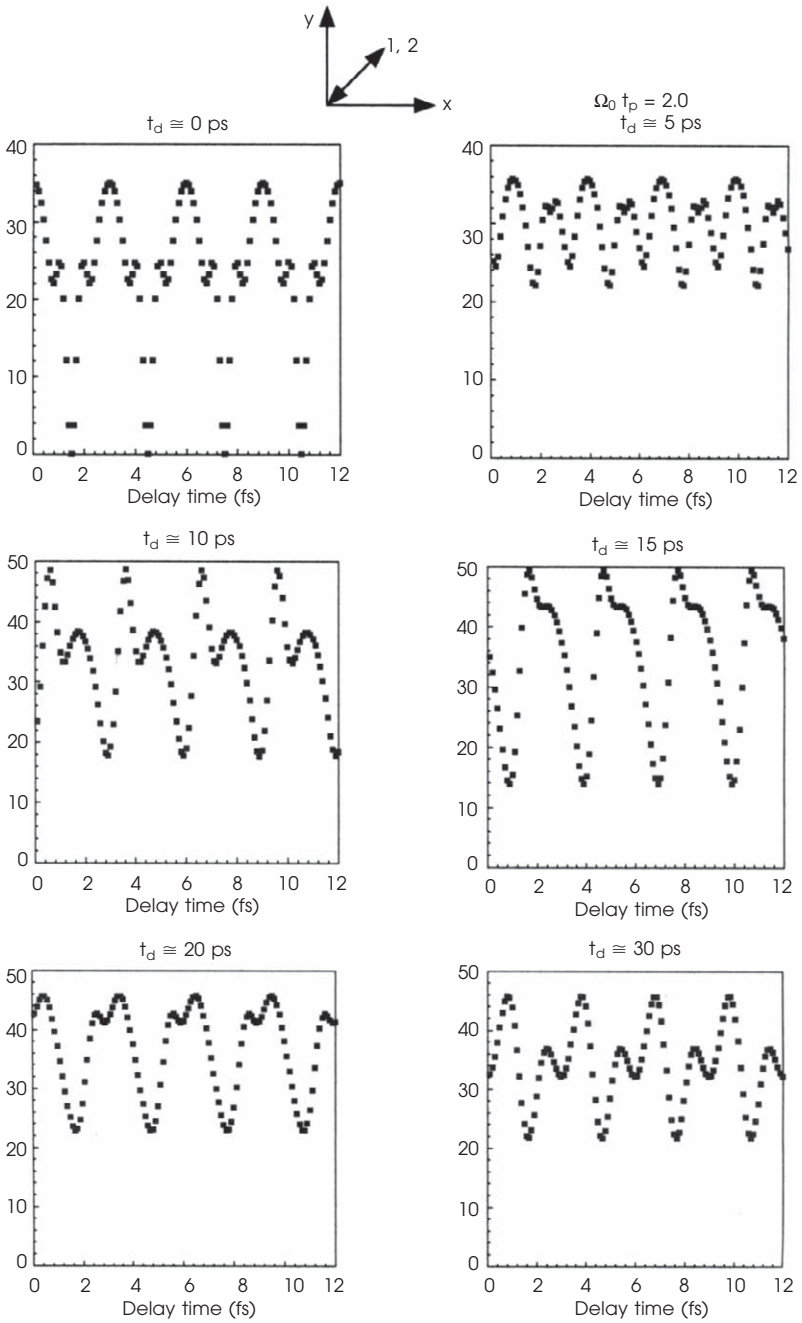 y
1, 2
x
Ω₀ tₚ = 2.0
t_d ≅ 0 ps
t_d ≅ 5 ps
40
30
20
10
0
0 2 4 6 8 10 12
Delay time (fs)
40
30
20
10
0
0 2 4 6 8 10 12
Delay time (fs)
t_d ≅ 10 ps
t_d ≅ 15 ps
50
40
30
20
10
0
0 2 4 6 8 10 12
Delay time (fs)
50
40
30
20
10
0
0 2 4 6 8 10 12
Delay time (fs)
t_d ≅ 20 ps
t_d ≅ 30 ps
50
40
30
20
10
0
0 2 4 6 8 10 12
Delay time (fs)
50
40
30
20
10
0
0 2 4 6 8 10 12
Delay time (fs)